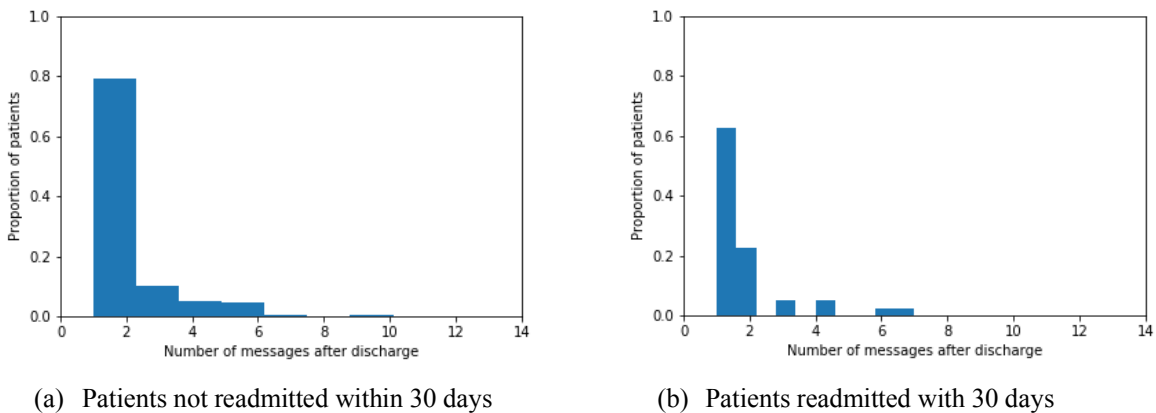 1.0
0.8
0.6
0.4
0.2
0.0
Proportion of patients
0 2 4 6 8 10 12 14
Number of messages after discharge
(a) Patients not readmitted within 30 days
1.0
0.8
0.6
0.4
0.2
0.0
Proportion of patients
0 2 4 6 8 10 12 14
Number of messages after discharge
(b) Patients readmitted with 30 days